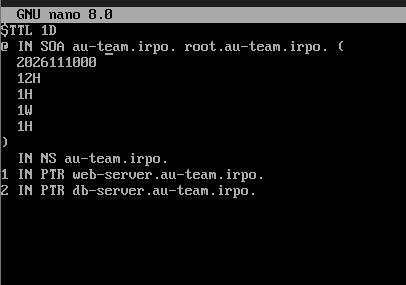 GNU nano 8.0
$TTL 1D
@ IN SOA au-team.irpo. root.au-team.irpo. (
2026111000
12H
1H
1W
1H
)
IN NS au-team.irpo.
1 IN PTR web-server.au-team.irpo.
2 IN PTR db-server.au-team.irpo.